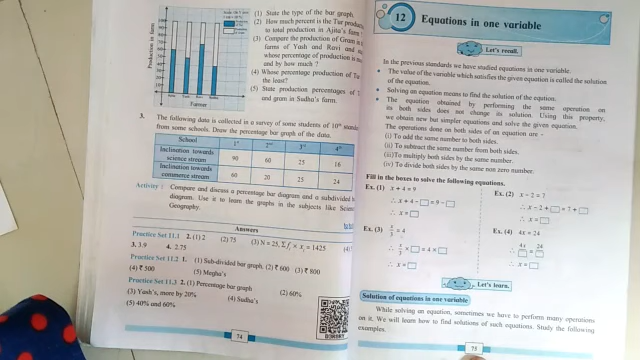 (1) State the type of the bar graph.
(2) How much percent is the Tur
to total production in Ajita's farm
(3) Compare the production of Gram in
farms of Yash and Ravi and
whose percentage of production is
and by how much ?
(4) Whose percentage production of
the least?
(5) State production percentages of
and gram in Sudha's farm.
Production in farm
Farmer
3. The following data is collected in a survey of some students of 10th
from some schools. Draw the percentage bar graph of the data.
School 1st 2nd 3rd 4th
Inclination towards science stream 90 60 25 16
Inclination towards commerce stream 60 20 25 24
Activity : Compare and discuss a percentage bar diagram and a subdivided
diagram. Use it to learn the graphs in the subjects like
Geography.
Answers
Practice Set 11.1 2. (1) 2 (2) 75 (3) N = 25, Σ fᵢ × xᵢ = 1425 (4)
3. 3.9 4. 2.75
Practice Set 11.2 1. (1) Sub-divided bar graph, (2) ₹ 600 (3) ₹ 800
(4) ₹ 500 (5) Megha's
Practice Set 11.3 2. (1) Percentage bar graph (2) 60%
(3) Yash's, more by 20% (4) Sudha's
(5) 40% and 60%
74
12 Equations in one variable
Let's recall.
In the previous standards we have studied equations in one variable.
• The value of the variable which satisfies the given equation is called the solution
of the equation.
• Solving an equation means to find the solution of the equation.
• The equation obtained by performing the same operation on
its both sides does not change its solution. Using this property,
we obtain new but simpler equations and solve the given equation.
The operations done on both sides of an equation are -
(i) To add the same number to both sides.
(ii) To subtract the same number from both sides.
(iii) To multiply both sides by the same number.
(iv) To divide both sides by the same non zero number.
Fill in the boxes to solve the following equations.
Ex. (1) x + 4 = 9
∴ x + 4 - □ = 9 - □
∴ x = □
Ex. (2) x - 2 = 7
∴ x - 2 + □ = 7 + □
∴ x = □
Ex. (3) x/3 = 4
∴ x/3 × □ = 4 × □
∴ x = □
Ex. (4) 4x = 24
∴ 4x/□ = 24/□
∴ x = □
Let's learn.
Solution of equations in one variable
While solving an equation, sometimes we have to perform many operations
on it. We will learn how to find solutions of such equations. Study the following
examples.
75